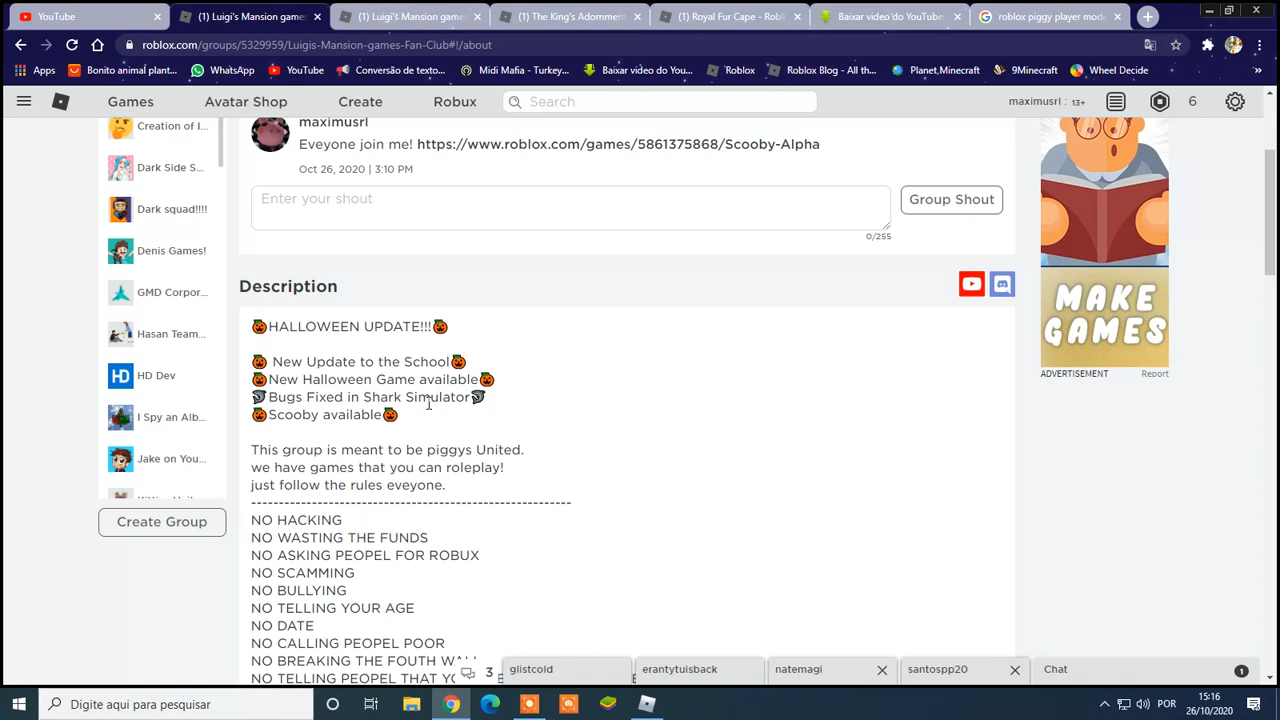 YouTube
(1) Luigi's Mansion game
(1) Luigi's Mansion game
(1) The King's Adornment
(1) Royal Fur Cape - Robl
Baixar video do YouTube
roblox piggy player mode
roblox.com/groups/5329959/Luigis-Mansion-games-Fan-Club#!/about
Apps
Bonito animal plant...
WhatsApp
YouTube
Conversão de texto...
Midi Mafia - Turkey...
Baixar video do You...
Roblox
Roblox Blog - All th...
Planet,Minecraft
9Minecraft
Wheel Decide
»
Games
Avatar Shop
Create
Robux
Search
maximusrl : 13+
6
Creation of I...
Dark Side S...
Dark squad!!!!
Denis Games!
GMD Corpor...
Hasan Team...
HD
HD Dev
I Spy an Alb...
Jake on You...
Create Group
maximusrl
Eveyone join me! https://www.roblox.com/games/5861375868/Scooby-Alpha
Oct 26, 2020 | 3:10 PM
Enter your shout
Group Shout
0/255
Description
🎃HALLOWEEN UPDATE!!!🎃
🎃 New Update to the School🎃
🎃New Halloween Game available🎃
Bugs Fixed in Shark Simulator
🎃Scooby available🎃
This group is meant to be piggys United.
we have games that you can roleplay!
just follow the rules eveyone.
------------------------------------------------------
NO HACKING
NO WASTING THE FUNDS
NO ASKING PEOPEL FOR ROBUX
NO SCAMMING
NO BULLYING
NO TELLING YOUR AGE
NO DATE
NO CALLING PEOPEL POOR
NO BREAKING THE FOUTH
NO TELLING PEOPEL THAT
MAKE
GAMES
ADVERTISEMENT
Report
3
glistcold
erantytuisback
natemagi
santospp20
Chat
1
Digite aqui para pesquisar
POR
15:16
26/10/2020